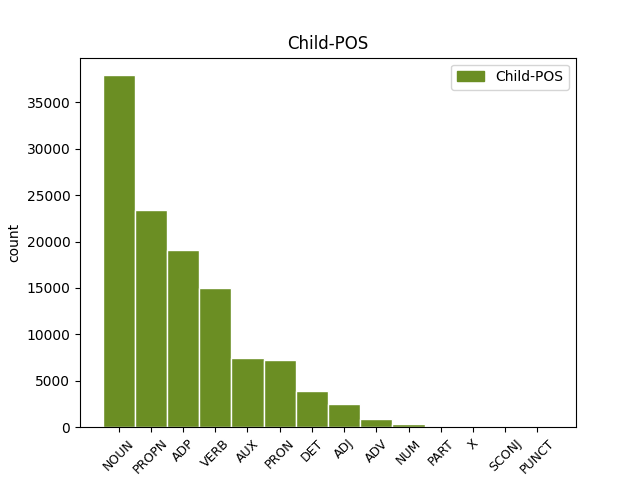 Child-POS
Child-POS
count
35000
30000
25000
20000
15000
10000
5000
0
NOUN PROPN ADP VERB AUX PRON DET ADJ ADV NUM PART X SCONJ PUNCT